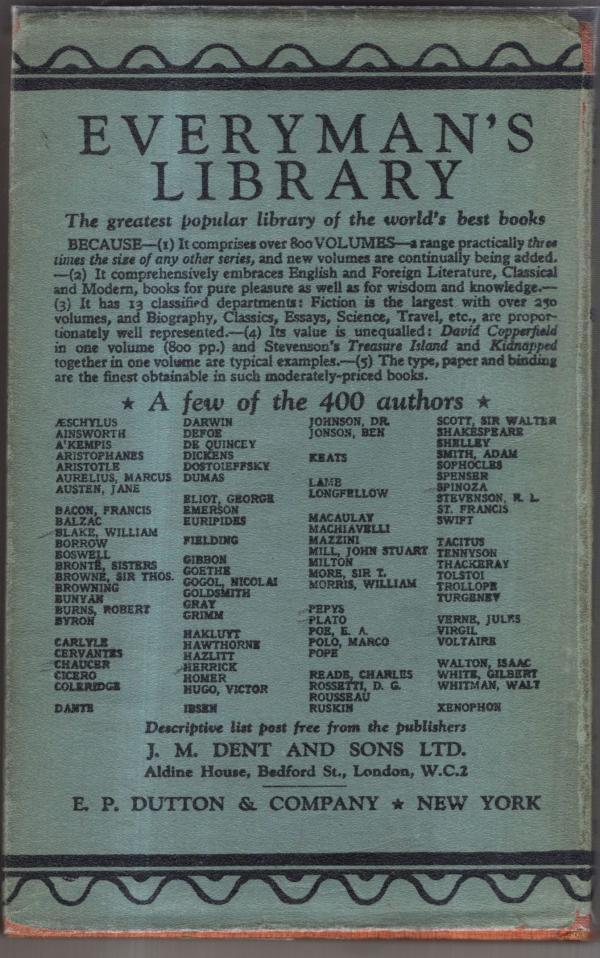 EVERYMAN'S
LIBRARY
The greatest popular library of the world's best books
BECAUSE—(1) It comprises over 800 VOLUMES—a range practically three
times the size of any other series, and new volumes are continually being added.
—(2) It comprehensively embraces English and Foreign Literature, Classical
and Modern, books for pure pleasure as well as for wisdom and knowledge.—
(3) It has 13 classified departments: Fiction is the largest with over 250
volumes, and Biography, Classics, Essays, Science, Travel, etc., are propor-
tionately well represented.—(4) Its value is unequalled: David Copperfield
in one volume (800 pp.) and Stevenson's Treasure Island and Kidnapped
together in one volume are typical examples.—(5) The type, paper and binding
are the finest obtainable in such moderately-priced books.
★ A few of the 400 authors ★
ÆSCHYLUS
AINSWORTH
A'KEMPIS
ARISTOPHANES
ARISTOTLE
AURELIUS, MARCUS
AUSTEN, JANE
BACON, FRANCIS
BALZAC
BLAKE, WILLIAM
BORROW
BOSWELL
BRONTË, SISTERS
BROWNE, SIR THOS.
BROWNING
BUNYAN
BURNS, ROBERT
BYRON
CARLYLE
CERVANTES
CHAUCER
CICERO
COLERIDGE
DANTE
DARWIN
DEFOE
DE QUINCEY
DICKENS
DOSTOIEFFSKY
DUMAS
ELIOT, GEORGE
EMERSON
EURIPIDES
FIELDING
GIBBON
GOETHE
GOGOL, NICOLAI
GOLDSMITH
GRAY
GRIMM
HAKLUYT
HAWTHORNE
HAZLITT
HERRICK
HOMER
HUGO, VICTOR
IBSEN
JOHNSON, DR.
JONSON, BEN
KEATS
LAMB
LONGFELLOW
MACAULAY
MACHIAVELLI
MAZZINI
MILL, JOHN STUART
MILTON
MORE, SIR T.
MORRIS, WILLIAM
PEPYS
PLATO
POE, E. A.
POLO, MARCO
POPE
READE, CHARLES
ROSSETTI, D. G.
ROUSSEAU
RUSKIN
SCOTT, SIR WALTER
SHAKESPEARE
SHELLEY
SMITH, ADAM
SOPHOCLES
SPENSER
SPINOZA
STEVENSON, R. L.
ST. FRANCIS
SWIFT
TACITUS
TENNYSON
THACKERAY
TOLSTOI
TROLLOPE
TURGENEV
VERNE, JULES
VIRGIL
VOLTAIRE
WALTON, ISAAC
WHITE, GILBERT
WHITMAN, WALT
XENOPHON
Descriptive list post free from the publishers
J. M. DENT AND SONS LTD.
Aldine House, Bedford St., London, W.C.2
E. P. DUTTON & COMPANY ★ NEW YORK